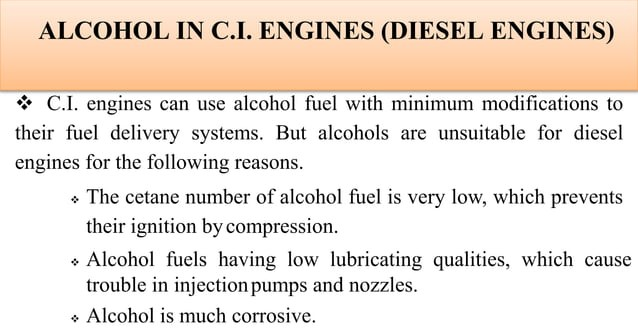 ALCOHOL IN C.I. ENGINES (DIESEL ENGINES)
❖ C.I. engines can use alcohol fuel with minimum modifications to
their fuel delivery systems. But alcohols are unsuitable for diesel
engines for the following reasons.
❖ The cetane number of alcohol fuel is very low, which prevents
their ignition by compression.
❖ Alcohol fuels having low lubricating qualities, which cause
trouble in injection pumps and nozzles.
❖ Alcohol is much corrosive.